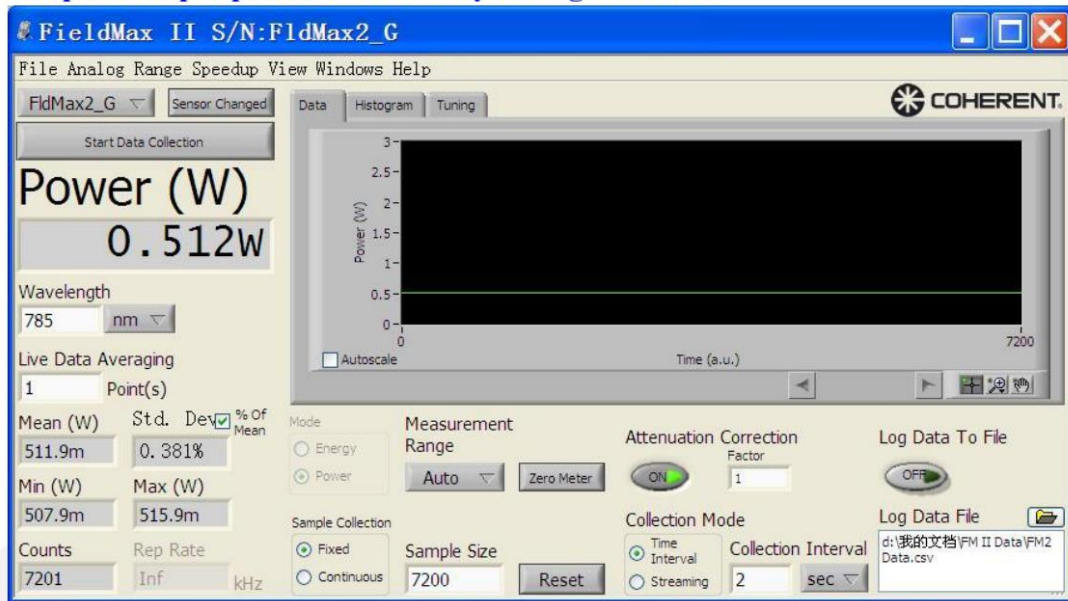 FieldMax II S/N:FldMax2_G
File Analog Range Speedup View Windows Help
FldMax2_G
Sensor Changed
Start Data Collection
Power (W)
0.512W
Wavelength
785 nm
Live Data Averaging
1 Point(s)
Mean (W)
Std. Dev
% Of
Mean
511.9m
0.381%
Min (W)
Max (W)
507.9m
515.9m
Counts
Rep Rate
7201
Inf kHz
Data
Histogram
Tuning
COHERENT.
Power (W)
3
2.5
2
1.5
1
0.5
0
0
7200
Autoscale
Time (a.u.)
Mode
Energy
Power
Measurement
Range
Auto
Zero Meter
Attenuation Correction
Factor
ON
1
Log Data To File
OFF
Sample Collection
Fixed
Continuous
Sample Size
7200
Reset
Collection Mode
Time
Interval
Streaming
Collection Interval
2 sec
Log Data File
d:\我的文档\FM II Data\FM2
Data.csv